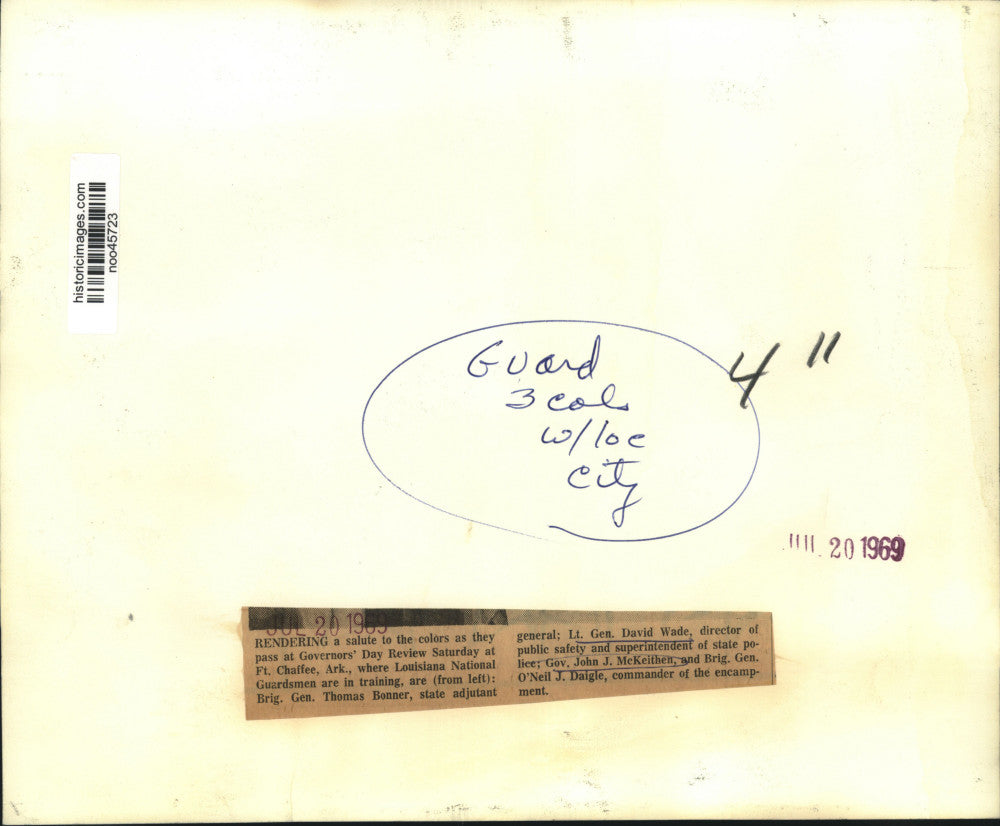 historicimages.com
noo45723
Guard
3 cols
w/loc
city
4"
JUL 20 1969
JUL 20 1969
RENDERING a salute to the colors as they
pass at Governors' Day Review Saturday at
Ft. Chaffee, Ark., where Louisiana National
Guardsmen are in training, are (from left):
Brig. Gen. Thomas Bonner, state adjutant
general; Lt. Gen. David Wade, director of
public safety and superintendent of state po-
lice; Gov. John J. McKeithen, and Brig. Gen.
O'Neil J. Daigle, commander of the encamp-
ment.